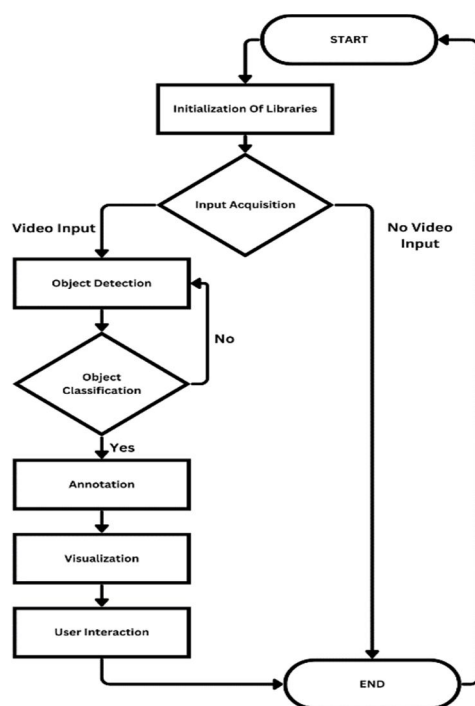 START
Initialization Of Libraries
Input Acquisition
Video Input
No Video
Input
Object Detection
No
Object
Classification
Yes
Annotation
Visualization
User Interaction
END